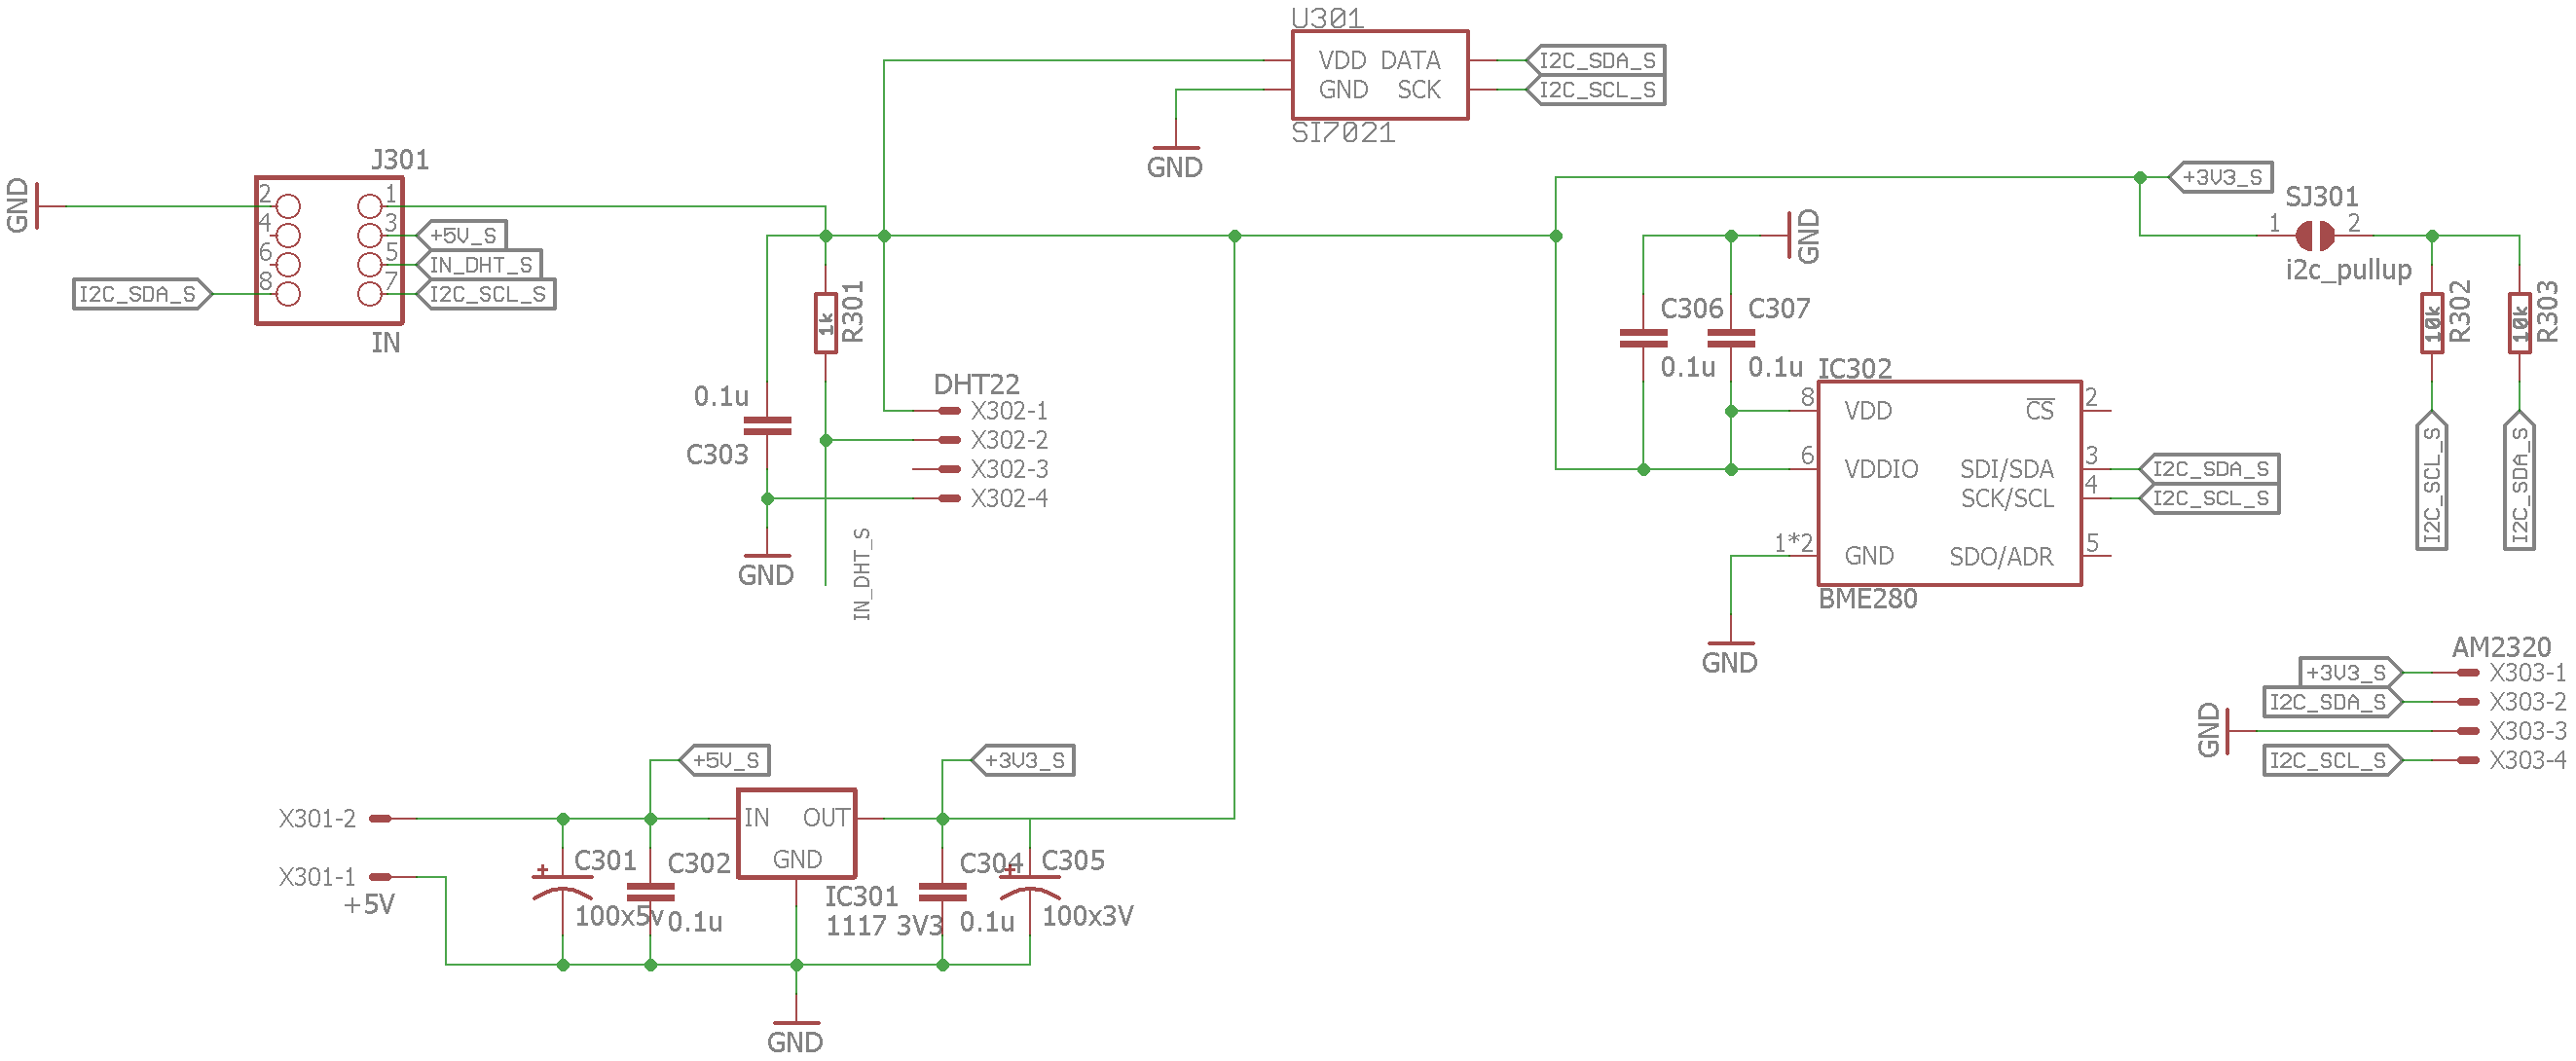 U301
VDD DATA
GND SCK
SI7021
I2C_SDA_S
I2C_SCL_S
GND
J301
GND
2 1
4 3
6 5
8 7
+5V_S
IN_DHT_S
I2C_SCL_S
I2C_SDA_S
IN
1k
R301
0.1u
C303
GND
DHT22
X302-1
X302-2
X302-3
X302-4
IN_DHT_S
+3V3_S
SJ301
1 2
i2c_pullup
GND
C306
0.1u
C307
0.1u
10k
R302
10k
R303
I2C_SCL_S
I2C_SDA_S
IC302
8 VDD
6 VDDIO
1*2 GND
CS 2
SDI/SDA 3
SCK/SCL 4
SDO/ADR 5
BME280
I2C_SDA_S
I2C_SCL_S
GND
AM2320
+3V3_S X303-1
I2C_SDA_S X303-2
GND X303-3
I2C_SCL_S X303-4
+5V_S
+3V3_S
X301-2
X301-1
+5V
+
C301
100x5v
C302
0.1u
IN OUT
GND
IC301
1117 3V3
C304
0.1u
+
C305
100x3V
GND